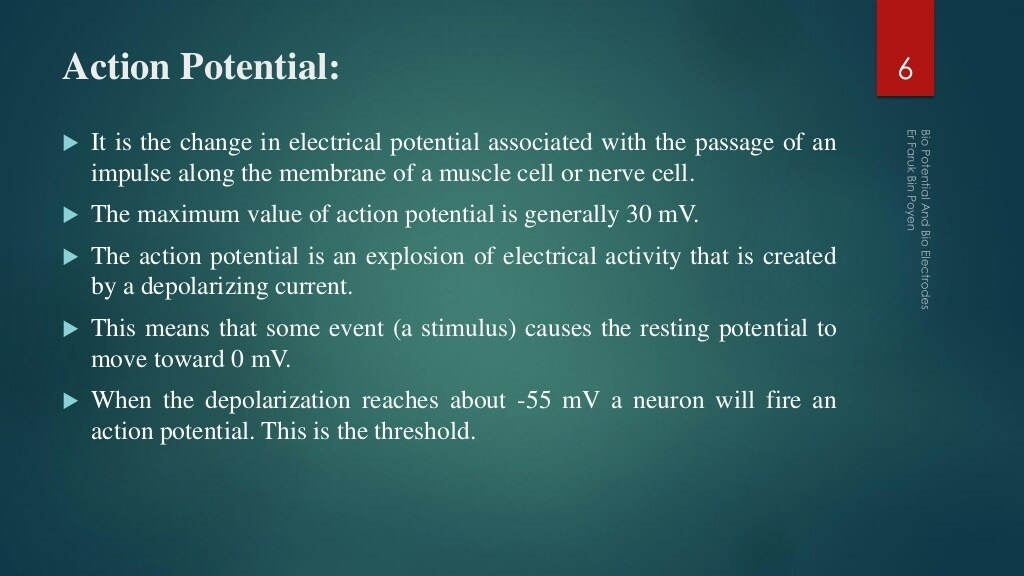 Action Potential:
6
It is the change in electrical potential associated with the passage of an
impulse along the membrane of a muscle cell or nerve cell.
The maximum value of action potential is generally 30 mV.
The action potential is an explosion of electrical activity that is created
by a depolarizing current.
This means that some event (a stimulus) causes the resting potential to
move toward 0 mV.
When the depolarization reaches about -55 mV a neuron will fire an
action potential. This is the threshold.
Bio Potential And Bio Electrodes
Er Faruk Bin Poyen